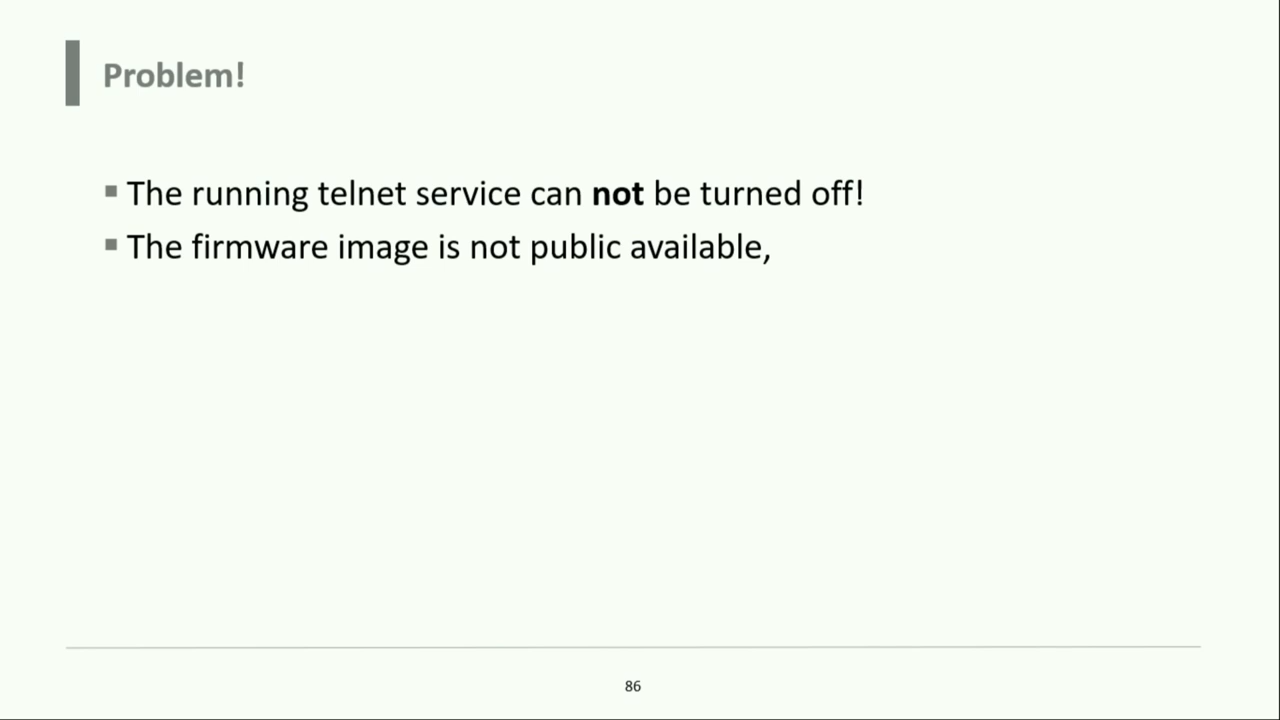 Problem!
The running telnet service can not be turned off!
The firmware image is not public available,
86